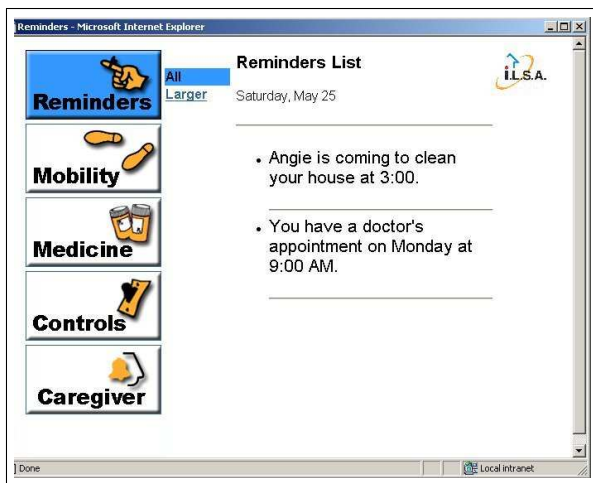 Reminders - Microsoft Internet Explorer
Reminders
All
Larger
Mobility
Medicine
Controls
Caregiver
Reminders List
Saturday, May 25
• Angie is coming to clean
your house at 3:00.
• You have a doctor's
appointment on Monday at
9:00 AM.
i.L.S.A.
Done
Local intranet